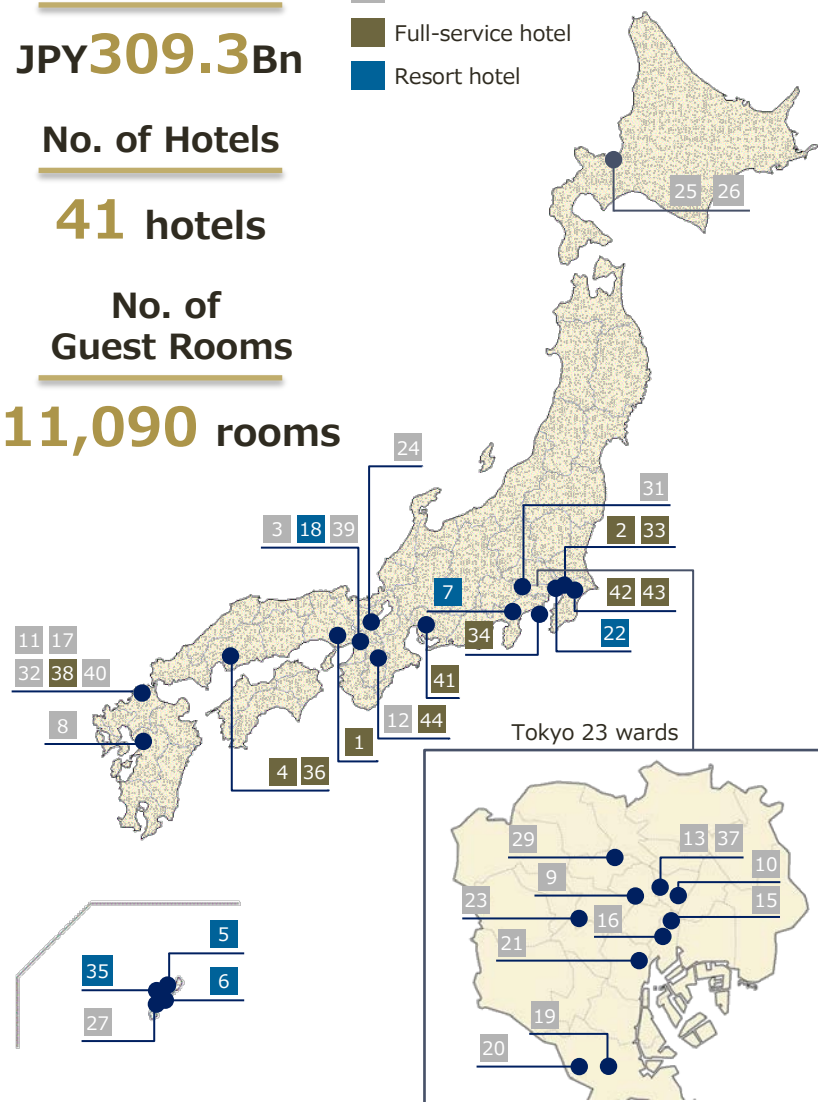 JPY309.3Bn
No. of Hotels
41 hotels
No. of
Guest Rooms
11,090 rooms
Full-service hotel
Resort hotel
25 26
24
31
3 18 39
2 33
7
42 43
34
22
11 17
32 38 40
41
8
12 44
1
4 36
Tokyo 23 wards
29
13 37
9
10
23
16
15
21
19
20
5
35
6
27